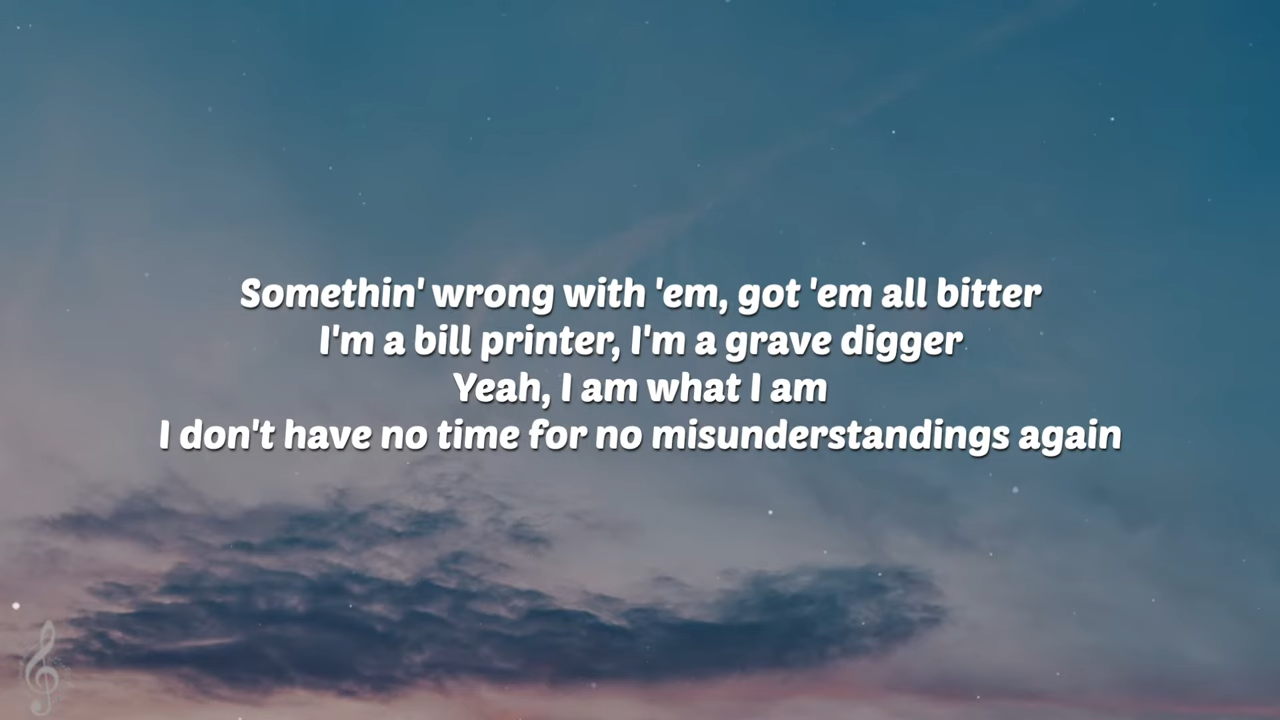 Somethin' wrong with 'em, got 'em all bitter
I'm a bill printer, I'm a grave digger
Yeah, I am what I am
I don't have no time for no misunderstandings again